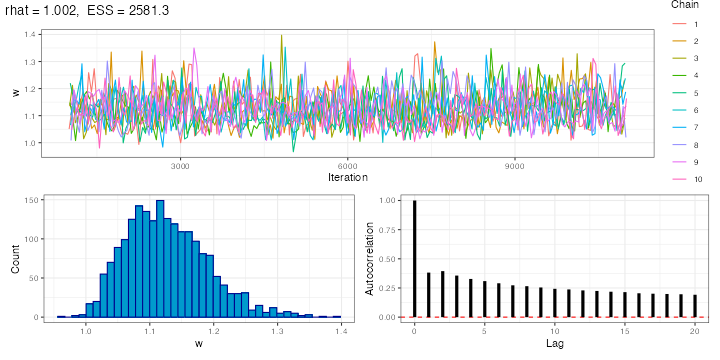 rhat = 1.002, ESS = 2581.3
Chain
1
2
3
4
5
6
7
8
9
10
w
1.4
1.3
1.2
1.1
1.0
3000 6000 9000
Iteration
Count
150
100
50
0
1.0 1.1 1.2 1.3 1.4
w
Autocorrelation
1.00
0.75
0.50
0.25
0.00
0 5 10 15 20
Lag